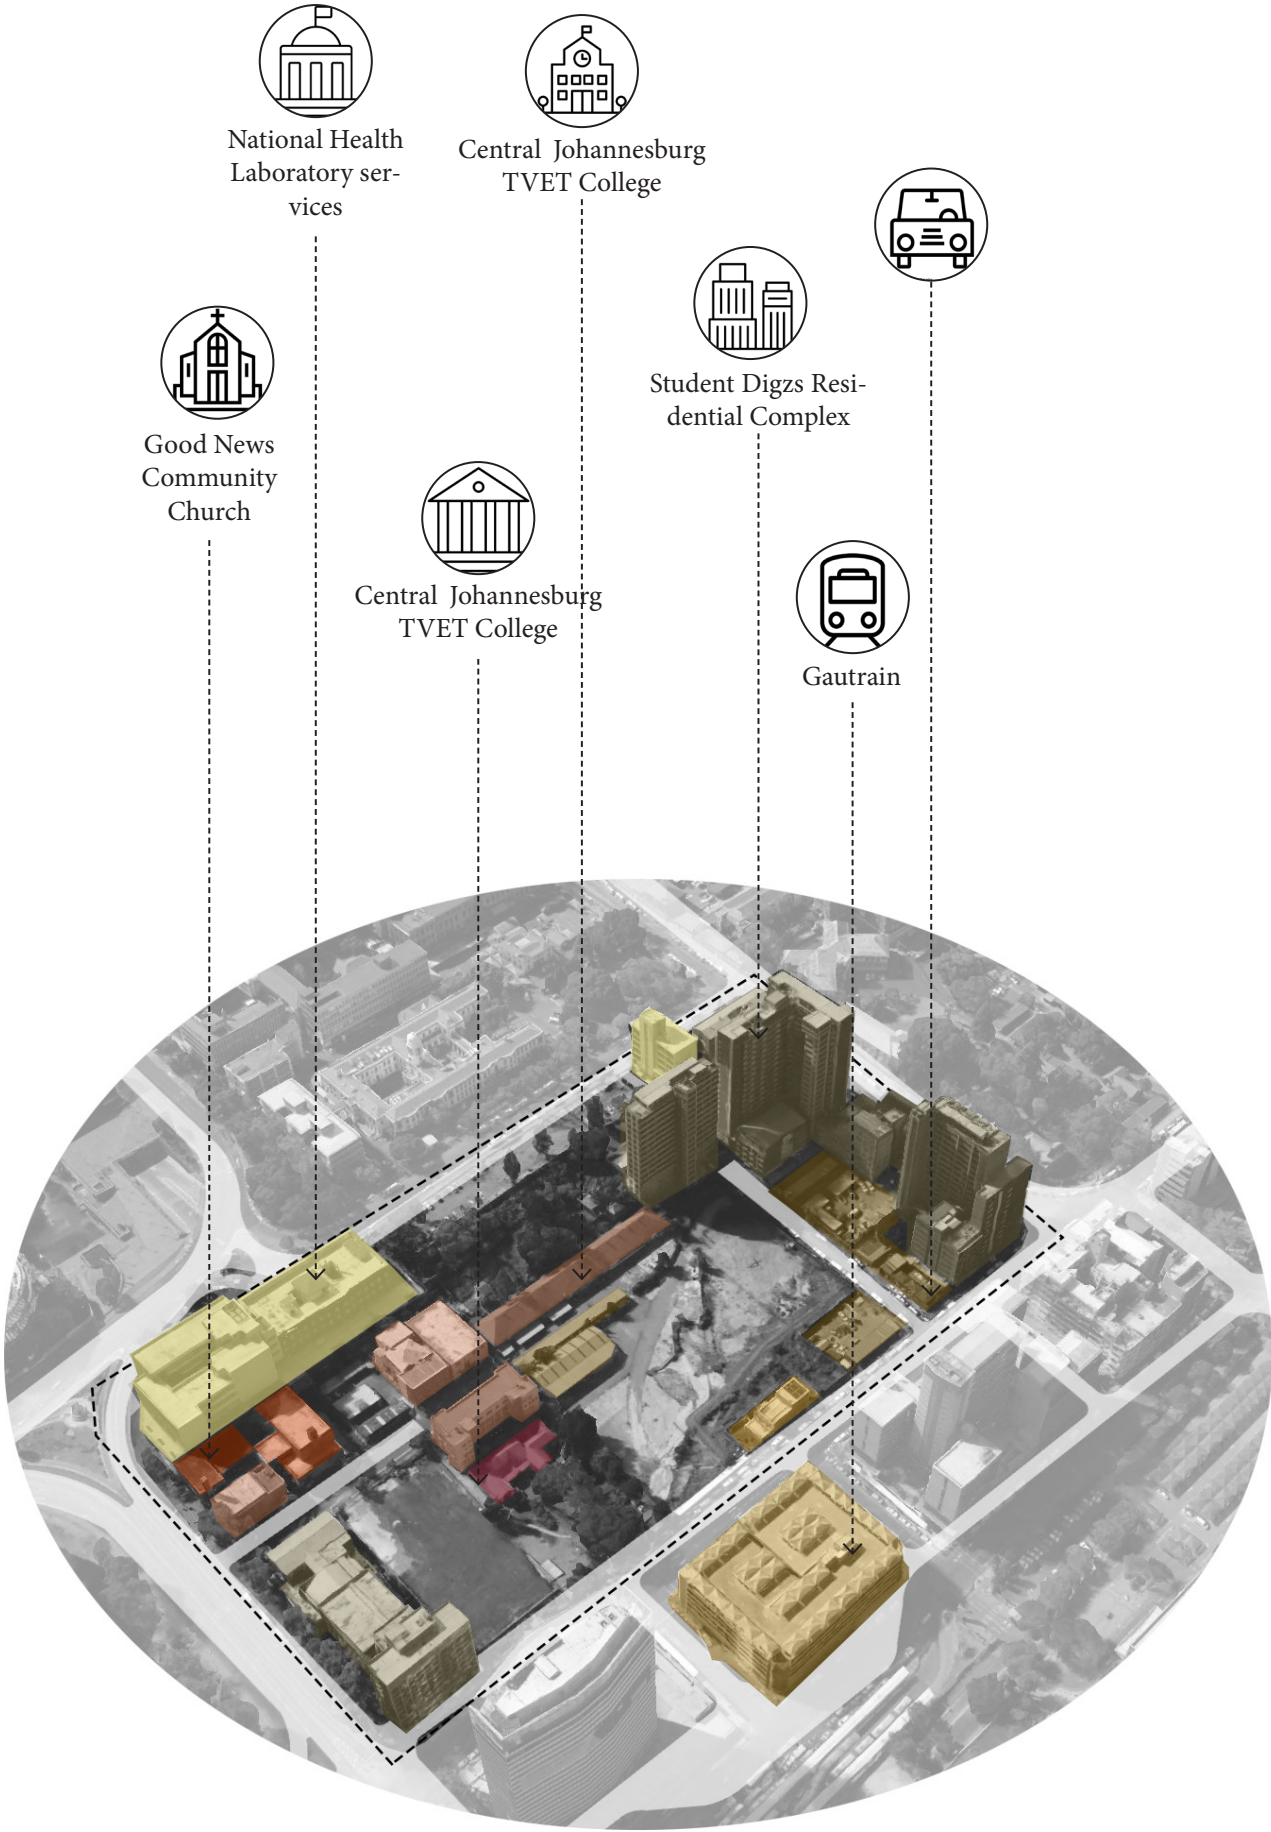 National Health
Laboratory ser-
vices
Central Johannesburg
TVET College
Student Digzs Resi-
dential Complex
Good News
Community
Church
Central Johannesburg
TVET College
Gautrain